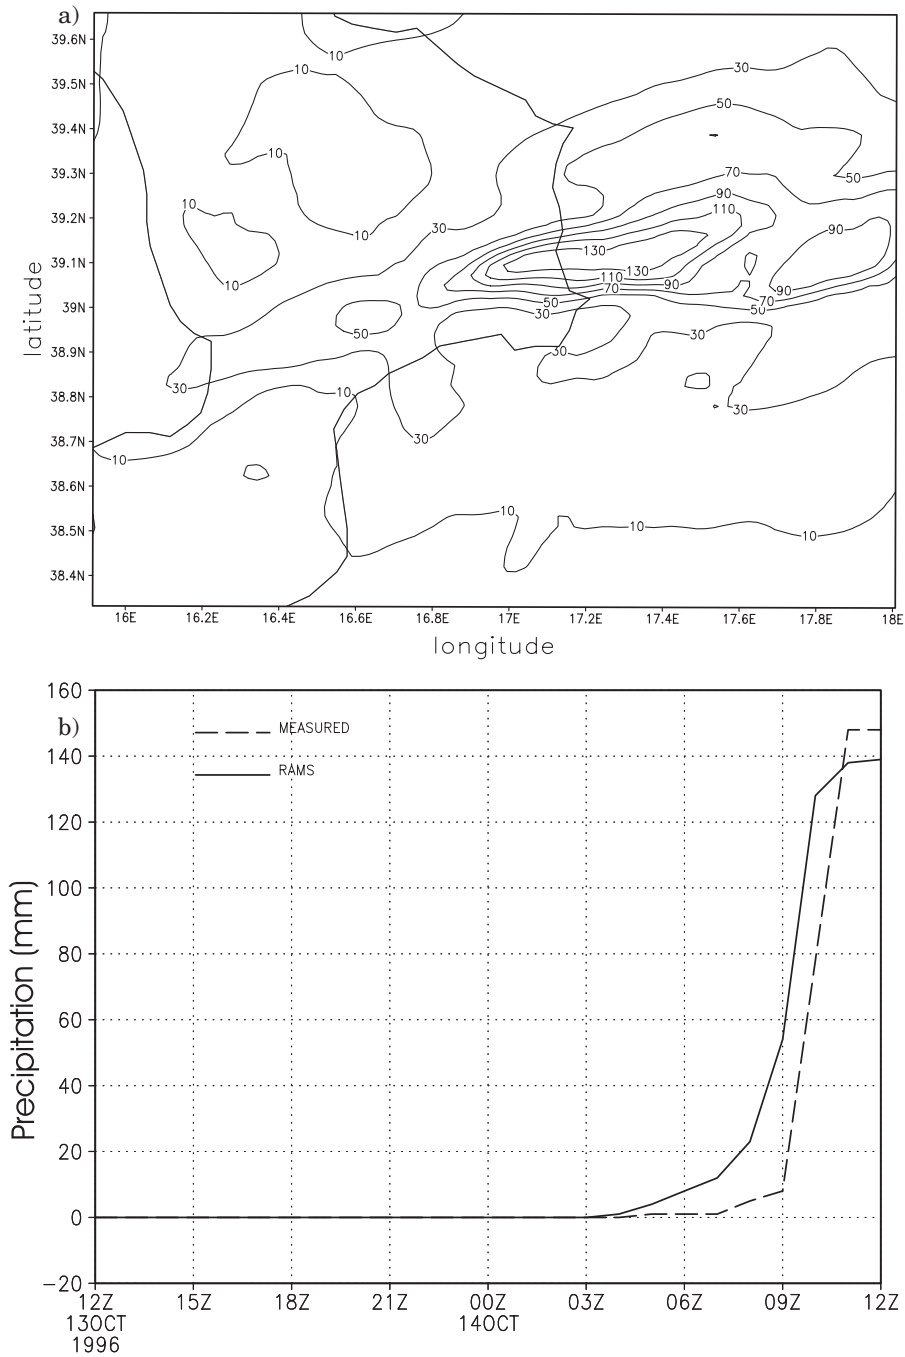 a)
10
39.6N
10
30
39.5N
10
50
39.4N
10
70
50
39.3N
90
10
110
39.2N
30
10
90
130
39.1N
130
110
90
10
70
90
50
70
39N
30
50
50
30
latitude
38.9N
30
30
10
38.8N
30
30
38.7N
10
38.6N
10
38.5N
10
10
38.4N
16E 16.2E 16.4E 16.6E 16.8E 17E 17.2E 17.4E 17.6E 17.8E 18E
longitude
160
b)
MEASURED
140
RAMS
120
100
Precipitation (mm)
80
60
40
20
0
-20
12Z 15Z 18Z 21Z 00Z 03Z 06Z 09Z 12Z
13OCT 14OCT
1996